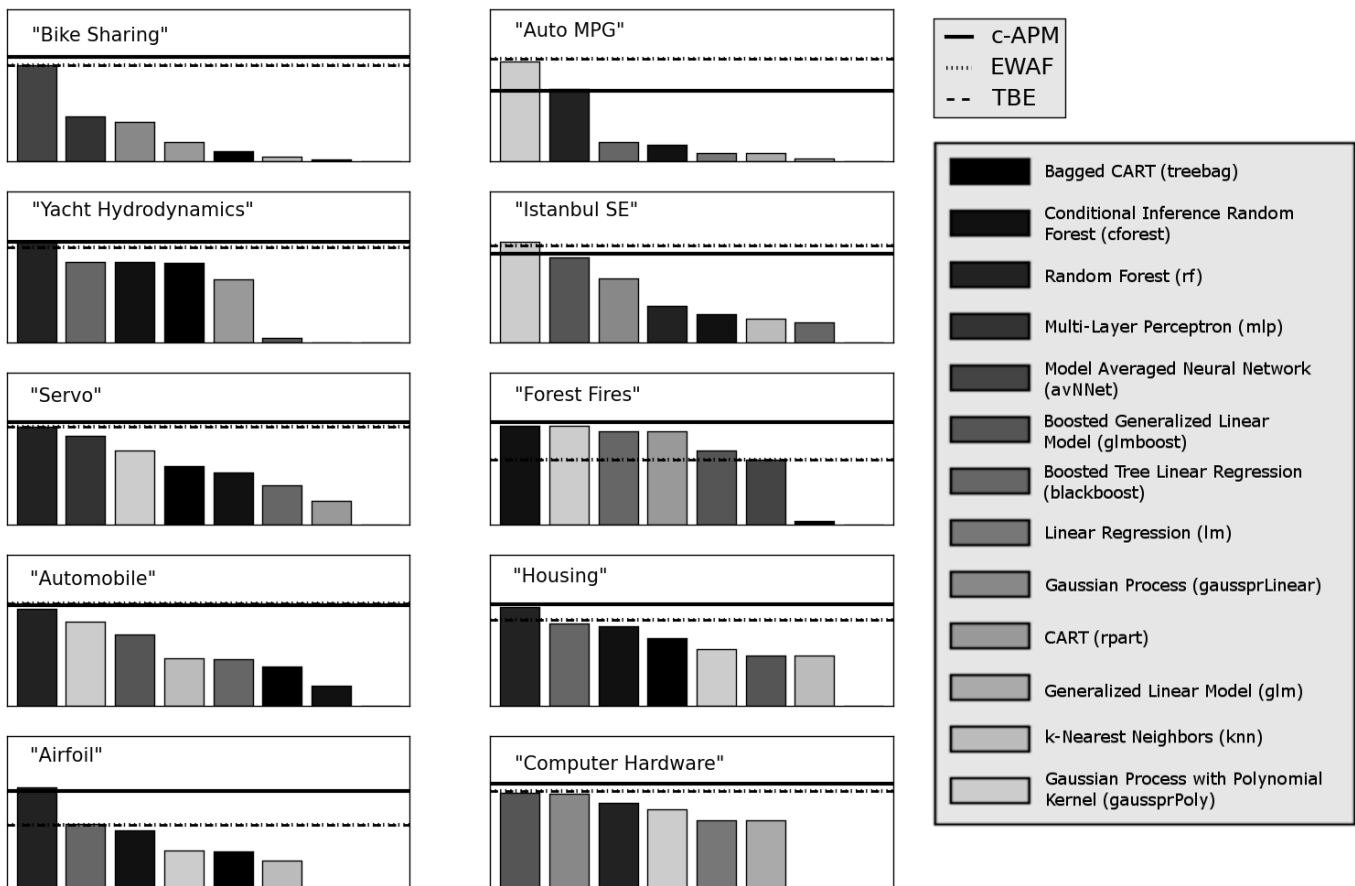 "Bike Sharing"
"Auto MPG"
"Yacht Hydrodynamics"
"Istanbul SE"
"Servo"
"Forest Fires"
"Automobile"
"Housing"
"Airfoil"
"Computer Hardware"
c-APM
EWAF
TBE
Bagged CART (treebag)
Conditional Inference Random
Forest (cforest)
Random Forest (rf)
Multi-Layer Perceptron (mlp)
Model Averaged Neural Network
(avNNet)
Boosted Generalized Linear
Model (glmboost)
Boosted Tree Linear Regression
(blackboost)
Linear Regression (lm)
Gaussian Process (gaussprLinear)
CART (rpart)
Generalized Linear Model (glm)
k-Nearest Neighbors (knn)
Gaussian Process with Polynomial
Kernel (gaussprPoly)